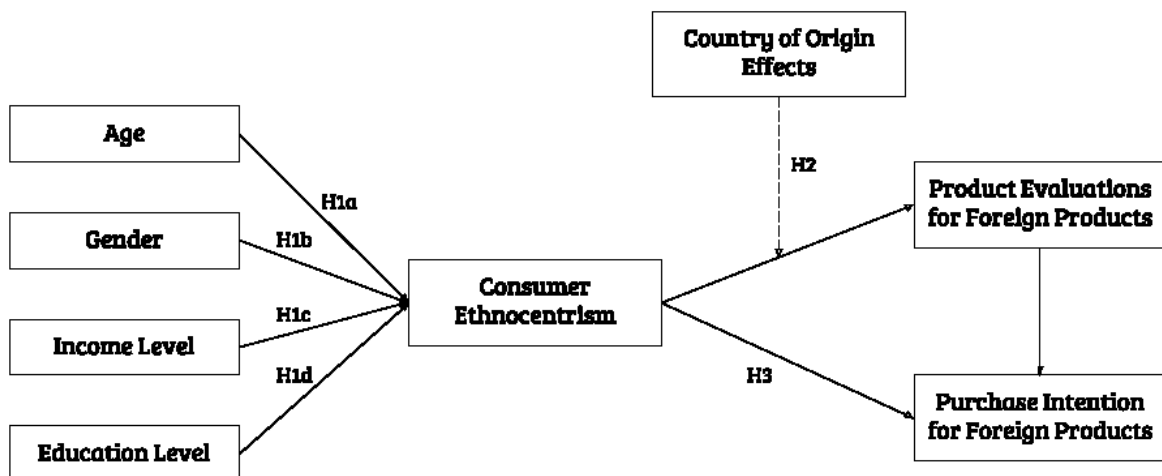 Country of Origin
Effects
Age
H1a
H2
Gender
H1b
Product Evaluations
for Foreign Products
Consumer
Ethnocentrism
H1c
Income Level
H1d
H3
Purchase Intention
for Foreign Products
Education Level